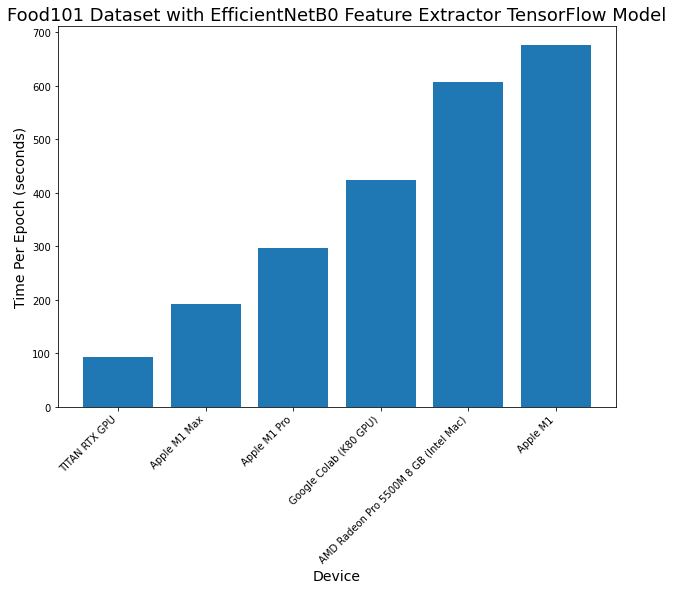 Food101 Dataset with EfficientNetB0 Feature Extractor TensorFlow Model
Time Per Epoch (seconds)
700
600
500
400
300
200
100
0
TITAN RTX GPU
Apple M1 Max
Apple M1 Pro
Google Colab (K80 GPU)
AMD Radeon Pro 5500M 8 GB (Intel Mac)
Apple M1
Device